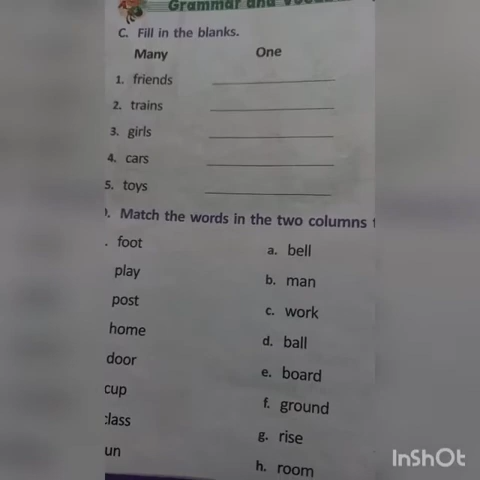 Grammar and
C. Fill in the blanks.
Many One
1. friends
2. trains
3. girls
4. cars
5. toys
). Match the words in the two columns t
. foot a. bell
play b. man
post c. work
home d. ball
door e. board
cup f. ground
class g. rise
un h. room
InShOt